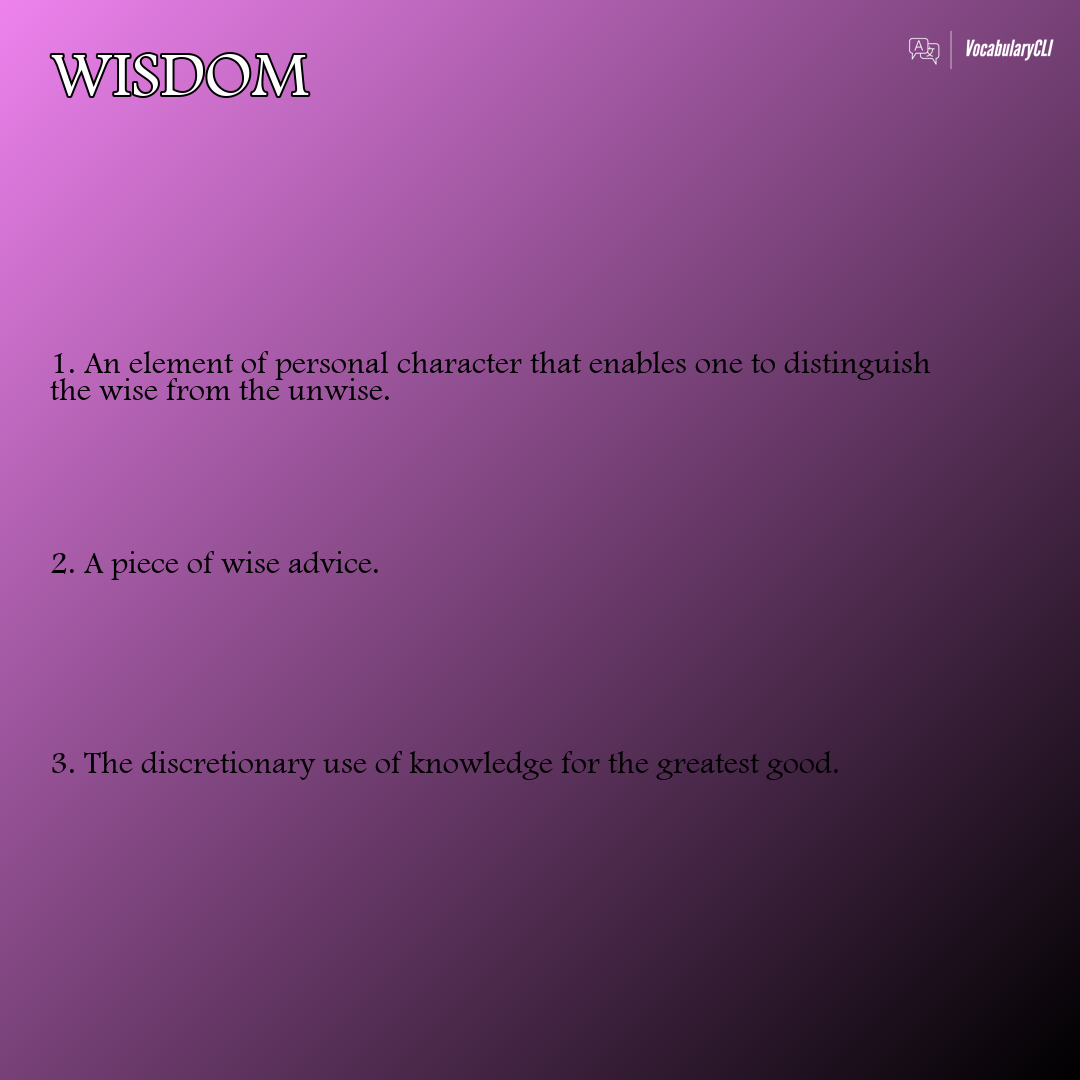 WISDOM
VocabularyCLI
1. An element of personal character that enables one to distinguish
the wise from the unwise.
2. A piece of wise advice.
3. The discretionary use of knowledge for the greatest good.